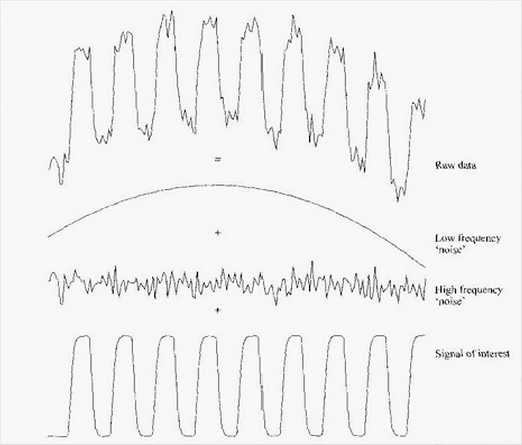 =
Raw data
Low frequency
'noise'
+
High frequency
'noise'
+
Signal of interest